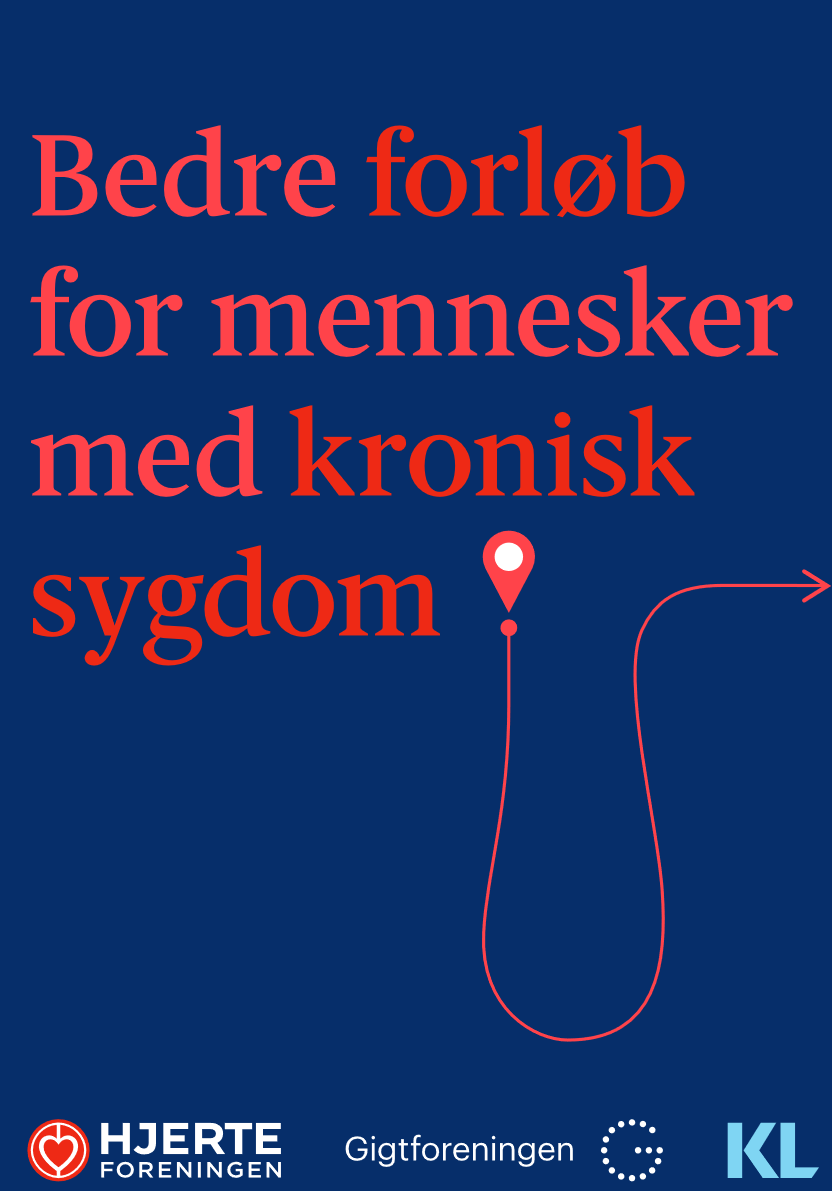 Bedre forløb
for mennesker
med kronisk
sygdom
HJERTE
FORENINGEN
Gigtforeningen
KL